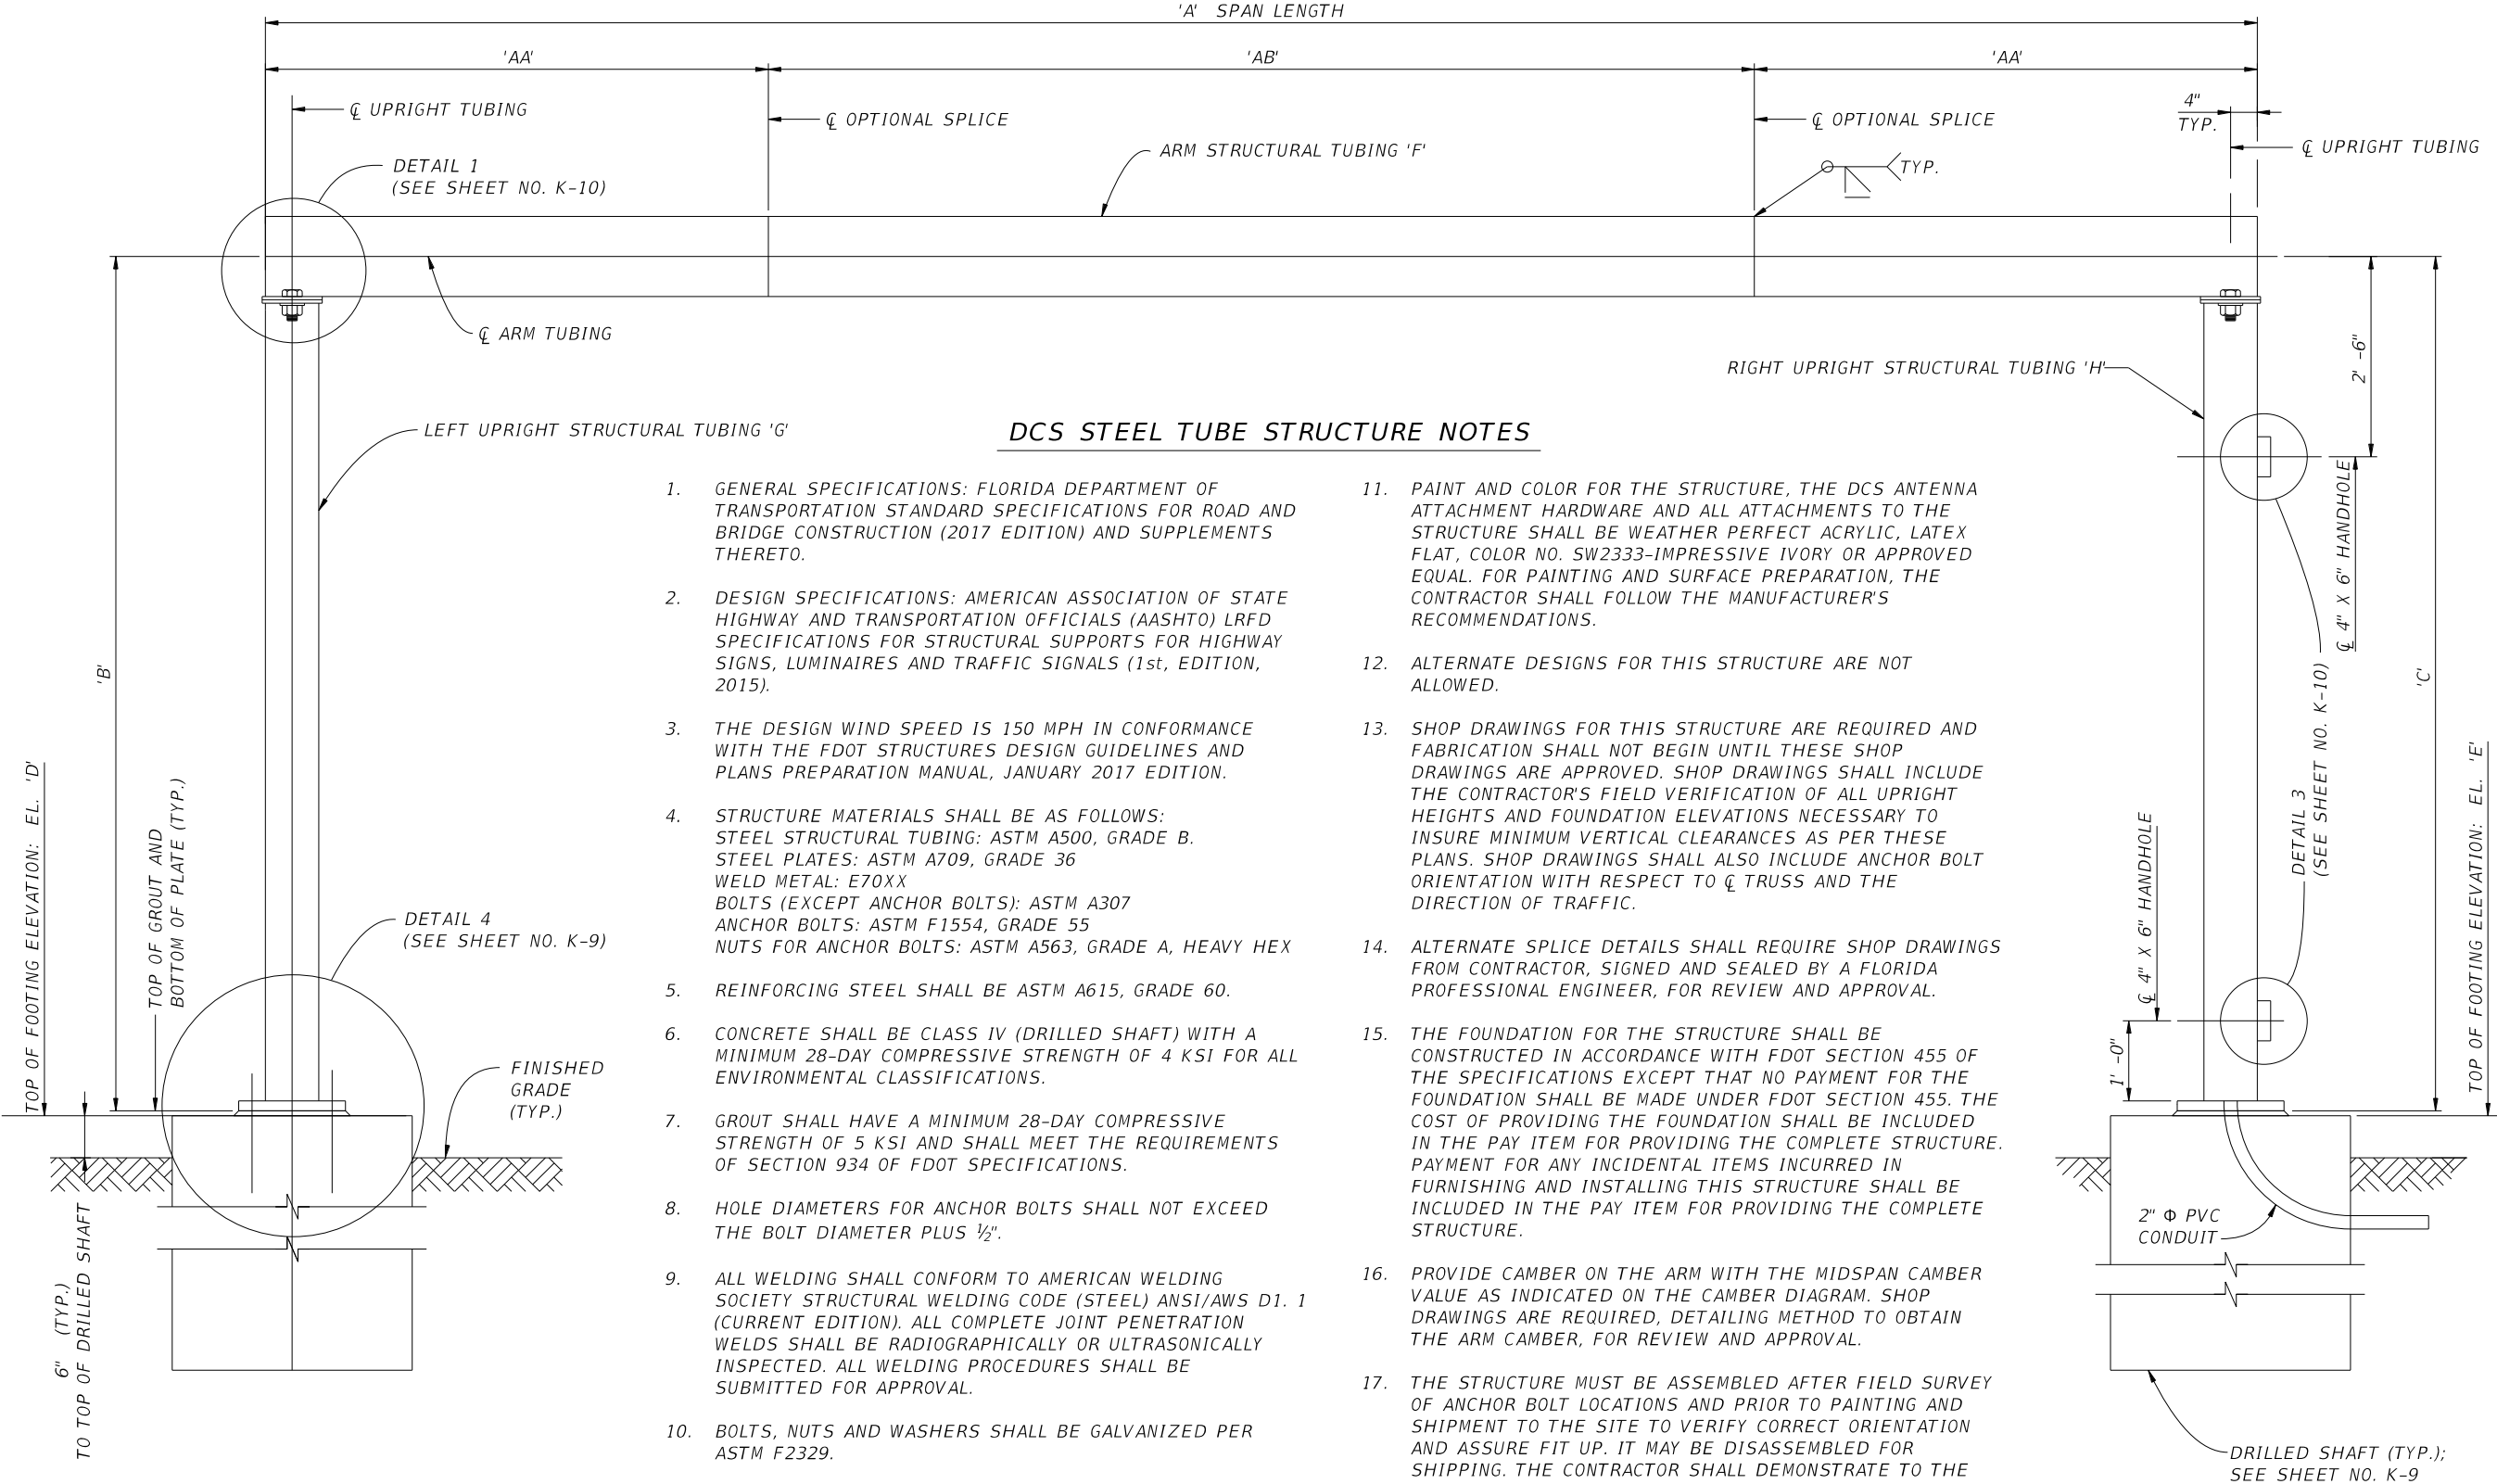 'A' SPAN LENGTH
'AA'
'AB'
'AA'
℄ UPRIGHT TUBING
℄ OPTIONAL SPLICE
℄ OPTIONAL SPLICE
4"
TYP.
℄ UPRIGHT TUBING
ARM STRUCTURAL TUBING 'F'
TYP.
DETAIL 1
(SEE SHEET NO. K-10)
℄ ARM TUBING
RIGHT UPRIGHT STRUCTURAL TUBING 'H'
2' -6"
LEFT UPRIGHT STRUCTURAL TUBING 'G'
℄ 4" X 6" HANDHOLE
'B'
'C'
TOP OF FOOTING ELEVATION: EL. 'D'
TOP OF GROUT AND
BOTTOM OF PLATE (TYP.)
DETAIL 4
(SEE SHEET NO. K-9)
FINISHED
GRADE
(TYP.)
6" (TYP.)
TO TOP OF DRILLED SHAFT
DCS STEEL TUBE STRUCTURE NOTES
1. GENERAL SPECIFICATIONS: FLORIDA DEPARTMENT OF
TRANSPORTATION STANDARD SPECIFICATIONS FOR ROAD AND
BRIDGE CONSTRUCTION (2017 EDITION) AND SUPPLEMENTS
THERETO.
2. DESIGN SPECIFICATIONS: AMERICAN ASSOCIATION OF STATE
HIGHWAY AND TRANSPORTATION OFFICIALS (AASHTO) LRFD
SPECIFICATIONS FOR STRUCTURAL SUPPORTS FOR HIGHWAY
SIGNS, LUMINAIRES AND TRAFFIC SIGNALS (1st, EDITION,
2015).
3. THE DESIGN WIND SPEED IS 150 MPH IN CONFORMANCE
WITH THE FDOT STRUCTURES DESIGN GUIDELINES AND
PLANS PREPARATION MANUAL, JANUARY 2017 EDITION.
4. STRUCTURE MATERIALS SHALL BE AS FOLLOWS:
STEEL STRUCTURAL TUBING: ASTM A500, GRADE B.
STEEL PLATES: ASTM A709, GRADE 36
WELD METAL: E70XX
BOLTS (EXCEPT ANCHOR BOLTS): ASTM A307
ANCHOR BOLTS: ASTM F1554, GRADE 55
NUTS FOR ANCHOR BOLTS: ASTM A563, GRADE A, HEAVY HEX
5. REINFORCING STEEL SHALL BE ASTM A615, GRADE 60.
6. CONCRETE SHALL BE CLASS IV (DRILLED SHAFT) WITH A
MINIMUM 28-DAY COMPRESSIVE STRENGTH OF 4 KSI FOR ALL
ENVIRONMENTAL CLASSIFICATIONS.
7. GROUT SHALL HAVE A MINIMUM 28-DAY COMPRESSIVE
STRENGTH OF 5 KSI AND SHALL MEET THE REQUIREMENTS
OF SECTION 934 OF FDOT SPECIFICATIONS.
8. HOLE DIAMETERS FOR ANCHOR BOLTS SHALL NOT EXCEED
THE BOLT DIAMETER PLUS ½".
9. ALL WELDING SHALL CONFORM TO AMERICAN WELDING
SOCIETY STRUCTURAL WELDING CODE (STEEL) ANSI/AWS D1. 1
(CURRENT EDITION). ALL COMPLETE JOINT PENETRATION
WELDS SHALL BE RADIOGRAPHICALLY OR ULTRASONICALLY
INSPECTED. ALL WELDING PROCEDURES SHALL BE
SUBMITTED FOR APPROVAL.
10. BOLTS, NUTS AND WASHERS SHALL BE GALVANIZED PER
ASTM F2329.
11. PAINT AND COLOR FOR THE STRUCTURE, THE DCS ANTENNA
ATTACHMENT HARDWARE AND ALL ATTACHMENTS TO THE
STRUCTURE SHALL BE WEATHER PERFECT ACRYLIC, LATEX
FLAT, COLOR NO. SW2333-IMPRESSIVE IVORY OR APPROVED
EQUAL. FOR PAINTING AND SURFACE PREPARATION, THE
CONTRACTOR SHALL FOLLOW THE MANUFACTURER'S
RECOMMENDATIONS.
12. ALTERNATE DESIGNS FOR THIS STRUCTURE ARE NOT
ALLOWED.
13. SHOP DRAWINGS FOR THIS STRUCTURE ARE REQUIRED AND
FABRICATION SHALL NOT BEGIN UNTIL THESE SHOP
DRAWINGS ARE APPROVED. SHOP DRAWINGS SHALL INCLUDE
THE CONTRACTOR'S FIELD VERIFICATION OF ALL UPRIGHT
HEIGHTS AND FOUNDATION ELEVATIONS NECESSARY TO
INSURE MINIMUM VERTICAL CLEARANCES AS PER THESE
PLANS. SHOP DRAWINGS SHALL ALSO INCLUDE ANCHOR BOLT
ORIENTATION WITH RESPECT TO ℄ TRUSS AND THE
DIRECTION OF TRAFFIC.
14. ALTERNATE SPLICE DETAILS SHALL REQUIRE SHOP DRAWINGS
FROM CONTRACTOR, SIGNED AND SEALED BY A FLORIDA
PROFESSIONAL ENGINEER, FOR REVIEW AND APPROVAL.
15. THE FOUNDATION FOR THE STRUCTURE SHALL BE
CONSTRUCTED IN ACCORDANCE WITH FDOT SECTION 455 OF
THE SPECIFICATIONS EXCEPT THAT NO PAYMENT FOR THE
FOUNDATION SHALL BE MADE UNDER FDOT SECTION 455. THE
COST OF PROVIDING THE FOUNDATION SHALL BE INCLUDED
IN THE PAY ITEM FOR PROVIDING THE COMPLETE STRUCTURE.
PAYMENT FOR ANY INCIDENTAL ITEMS INCURRED IN
FURNISHING AND INSTALLING THIS STRUCTURE SHALL BE
INCLUDED IN THE PAY ITEM FOR PROVIDING THE COMPLETE
STRUCTURE.
16. PROVIDE CAMBER ON THE ARM WITH THE MIDSPAN CAMBER
VALUE AS INDICATED ON THE CAMBER DIAGRAM. SHOP
DRAWINGS ARE REQUIRED, DETAILING METHOD TO OBTAIN
THE ARM CAMBER, FOR REVIEW AND APPROVAL.
17. THE STRUCTURE MUST BE ASSEMBLED AFTER FIELD SURVEY
OF ANCHOR BOLT LOCATIONS AND PRIOR TO PAINTING AND
SHIPMENT TO THE SITE TO VERIFY CORRECT ORIENTATION
AND ASSURE FIT UP. IT MAY BE DISASSEMBLED FOR
SHIPPING. THE CONTRACTOR SHALL DEMONSTRATE TO THE
DETAIL 3
(SEE SHEET NO. K-10)
℄ 4" X 6" HANDHOLE
1' -0"
TOP OF FOOTING ELEVATION: EL. 'E'
2" Φ PVC
CONDUIT
DRILLED SHAFT (TYP.);
SEE SHEET NO. K-9